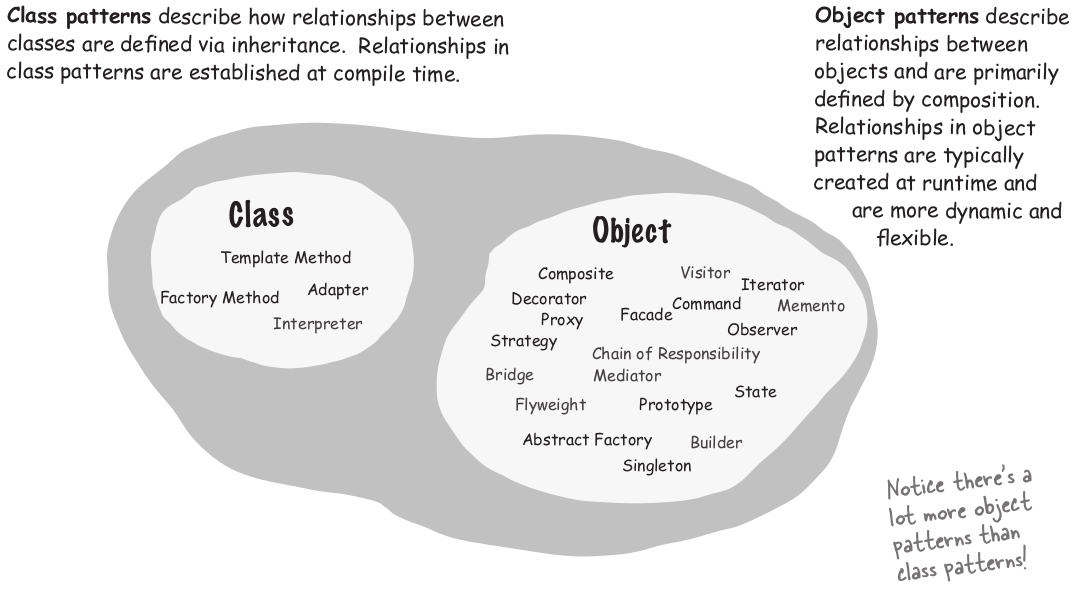 Class patterns describe how relationships between
classes are defined via inheritance. Relationships in
class patterns are established at compile time.
Object patterns describe
relationships between
objects and are primarily
defined by composition.
Relationships in object
patterns are typically
created at runtime and
are more dynamic and
flexible.
Class
Template Method
Factory Method
Adapter
Interpreter
Object
Composite
Visitor
Iterator
Decorator
Command
Memento
Proxy
Facade
Observer
Strategy
Chain of Responsibility
Bridge
Mediator
State
Flyweight
Prototype
Abstract Factory
Builder
Singleton
Notice there's a
lot more object
patterns than
class patterns!